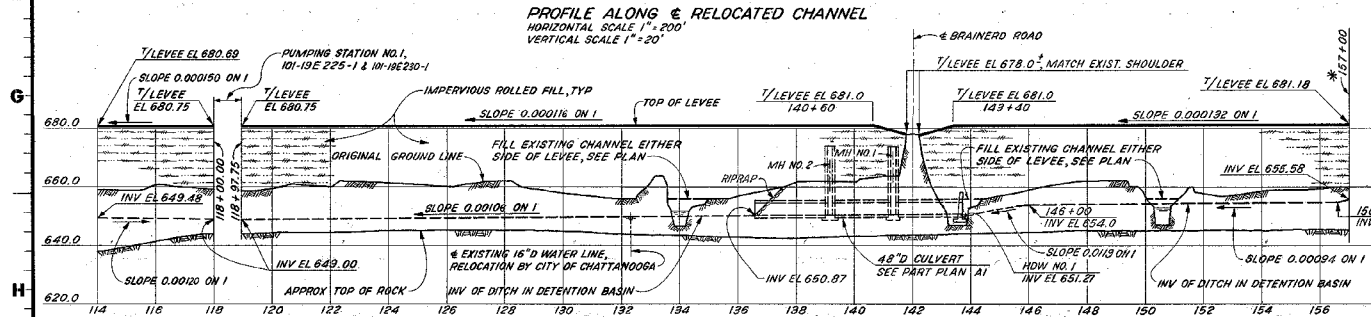 PROFILE ALONG ℄ RELOCATED CHANNEL
HORIZONTAL SCALE 1"=200'
VERTICAL SCALE 1"=20'
T/LEVEE EL 680.69
PUMPING STATION NO.1,
101-19E 225-1 & 101-19E230-1
℄ BRAINERD ROAD
157+00
*
SLOPE 0.000150 ON 1
T/LEVEE
EL 680.75
T/LEVEE
EL 680.75
IMPERVIOUS ROLLED FILL, TYP
TOP OF LEVEE
T/LEVEE EL 678.0±, MATCH EXIST. SHOULDER
T/LEVEE EL 681.0
140+60
T/LEVEE EL 681.0
143+40
T/LEVEE EL 681.18
G
680.0
SLOPE 0.000116 ON 1
SLOPE 0.000132 ON 1
ORIGINAL GROUND LINE
FILL EXISTING CHANNEL EITHER
SIDE OF LEVEE, SEE PLAN
MH NO.2
MH NO.1
FILL EXISTING CHANNEL EITHER
SIDE OF LEVEE, SEE PLAN
660.0
RIPRAP
INV EL 655.58
INV EL 649.48
118+00.00
118+97.75
SLOPE 0.00106 ON 1
146+00
INV EL 654.0
INV
640.0
SLOPE 0.0119 ON 1
SLOPE 0.00120 ON 1
INV EL 649.00
APPROX TOP OF ROCK
℄ EXISTING 16"D WATER LINE,
RELOCATION BY CITY OF CHATTANOOGA
INV OF DITCH IN DETENTION BASIN
INV EL 650.87
48"D CULVERT
SEE PART PLAN A1
HDW NO.1
INV EL 651.27
SLOPE 0.00094 ON 1
INV OF DITCH IN DETENTION BASIN
H
620.0
114 116 118 120 122 124 126 128 130 132 134 136 138 140 142 144 146 148 150 152 154 156